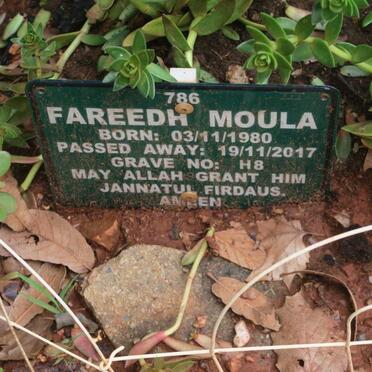 786
FAREEDH MOULA
BORN: 03/11/1980
PASSED AWAY: 19/11/2017
GRAVE NO: H8
MAY ALLAH GRANT HIM
JANNATUL FIRDAUS.
AMEEN